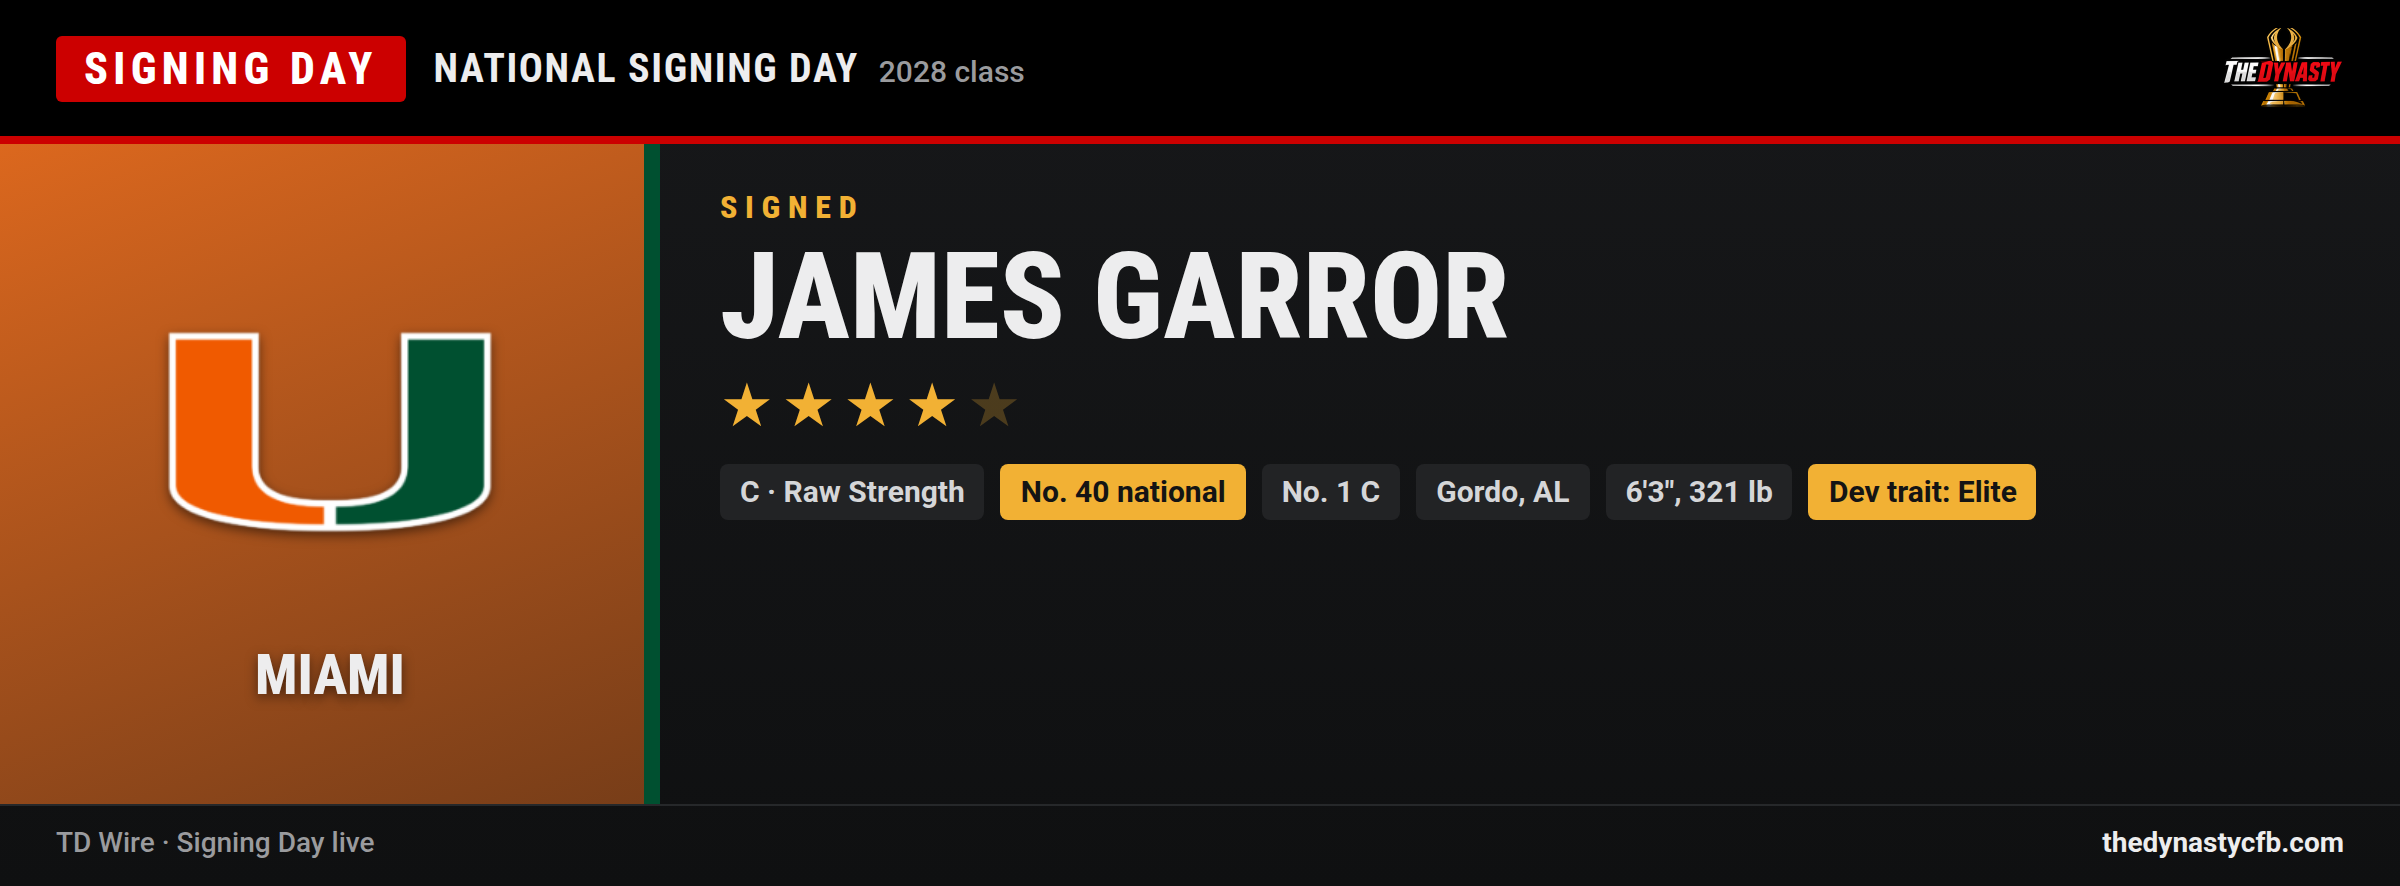 SIGNING DAY NATIONAL SIGNING DAY 2028 class
THE DYNASTY
SIGNED
JAMES GARROR
C · Raw Strength No. 40 national No. 1 C Gordo, AL 6'3", 321 lb Dev trait: Elite
MIAMI
TD Wire · Signing Day live
thedynastycfb.com